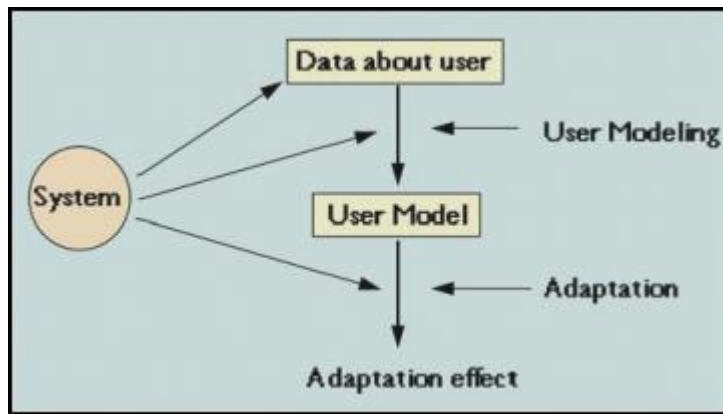 Data about user
User Modeling
System
User Model
Adaptation
Adaptation effect